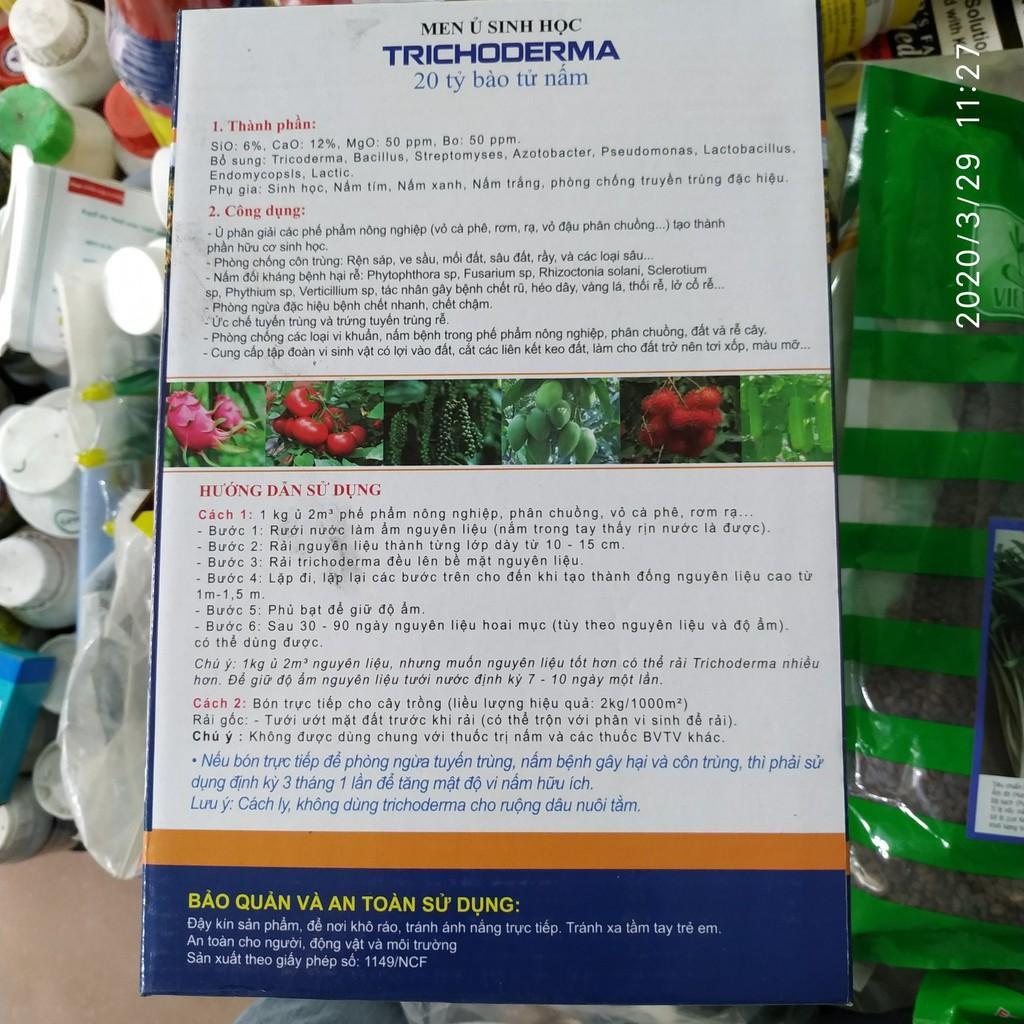 MEN Ủ SINH HỌC
TRICHODERMA
20 tỷ bào tử nấm
1. Thành phần:
SiO: 6%, CaO: 12%, MgO: 50 ppm, Bo: 50 ppm.
Bổ sung: Tricoderma, Bacillus, Streptomyses, Azotobacter, Pseudomonas, Lactobacillus,
Endomycopsls, Lactic.
Phụ gia: Sinh học, Nấm tím, Nấm xanh, Nấm trắng, phòng chống truyền trùng đặc hiệu.
2. Công dụng:
- Ủ phân giải các phế phẩm nông nghiệp (vỏ cà phê, rơm, rạ, vỏ đậu phân chuồng...) tạo thành
phần hữu cơ sinh học.
- Phòng chống côn trùng: Rện sáp, ve sầu, mối đất, sâu đất, rầy, và các loại sâu...
- Nấm đối kháng bệnh hại rễ: Phytophthora sp, Fusarium sp, Rhizoctonia solani, Sclerotium
sp, Phythium sp, Verticillium sp, tác nhân gây bệnh chết rũ, héo dây, vàng lá, thối rễ, lở cổ rễ...
- Phòng ngừa đặc hiệu bệnh chết nhanh, chết chậm.
- Ức chế tuyến trùng và trứng tuyến trùng rễ.
- Phòng chống các loại vi khuẩn, nấm bệnh trong phế phẩm nông nghiệp, phân chuồng, đất và rễ cây.
- Cung cấp tập đoàn vi sinh vật có lợi vào đất, cắt các liên kết keo đất, làm cho đất trở nên tơi xốp, màu mỡ...
HƯỚNG DẪN SỬ DỤNG
Cách 1: 1 kg ủ 2m³ phế phẩm nông nghiệp, phân chuồng, vỏ cà phê, rơm rạ...
- Bước 1: Rưới nước làm ẩm nguyên liệu (nắm trong tay thấy rịn nước là được).
- Bước 2: Rải nguyên liệu thành từng lớp dày từ 10 - 15 cm.
- Bước 3: Rải trichoderma đều lên bề mặt nguyên liệu.
- Bước 4: Lặp đi, lặp lại các bước trên cho đến khi tạo thành đống nguyên liệu cao từ
1m-1,5 m.
- Bước 5: Phủ bạt để giữ độ ẩm.
- Bước 6: Sau 30 - 90 ngày nguyên liệu hoai mục (tùy theo nguyên liệu và độ ẩm).
có thể dùng được.
Chú ý: 1kg ủ 2m³ nguyên liệu, nhưng muốn nguyên liệu tốt hơn có thể rải Trichoderma nhiều
hơn. Để giữ độ ẩm nguyên liệu tưới nước định kỳ 7 - 10 ngày một lần.
Cách 2: Bón trực tiếp cho cây trồng (liều lượng hiệu quả: 2kg/1000m²)
Rải gốc: - Tưới ướt mặt đất trước khi rải (có thể trộn với phân vi sinh để rải).
Chú ý : Không được dùng chung với thuốc trị nấm và các thuốc BVTV khác.
• Nếu bón trực tiếp để phòng ngừa tuyến trùng, nấm bệnh gây hại và côn trùng, thì phải sử
dụng định kỳ 3 tháng 1 lần để tăng mật độ vi nấm hữu ích.
Lưu ý: Cách ly, không dùng trichoderma cho ruộng dâu nuôi tằm.
BẢO QUẢN VÀ AN TOÀN SỬ DỤNG:
Đậy kín sản phẩm, để nơi khô ráo, tránh ánh nắng trực tiếp. Tránh xa tầm tay trẻ em.
An toàn cho người, động vật và môi trường
Sản xuất theo giấy phép số: 1149/NCF
2020/3/29 11:27